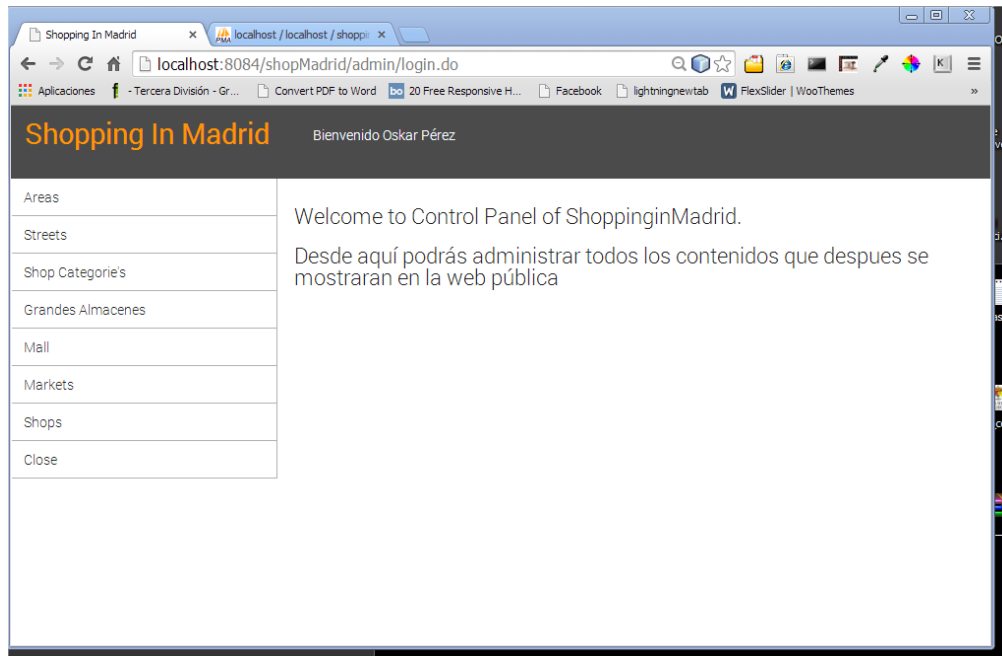 Shopping In Madrid
localhost / localhost / shoppi
localhost:8084/shopMadrid/admin/login.do
Aplicaciones
- Tercera División - Gr...
Convert PDF to Word
20 Free Responsive H...
Facebook
lightningnewtab
FlexSlider | WooThemes
»
Shopping In Madrid
Bienvenido Oskar Pérez
Areas
Streets
Shop Categorie's
Grandes Almacenes
Mall
Markets
Shops
Close
Welcome to Control Panel of ShoppinginMadrid.
Desde aquí podrás administrar todos los contenidos que despues se
mostraran en la web pública